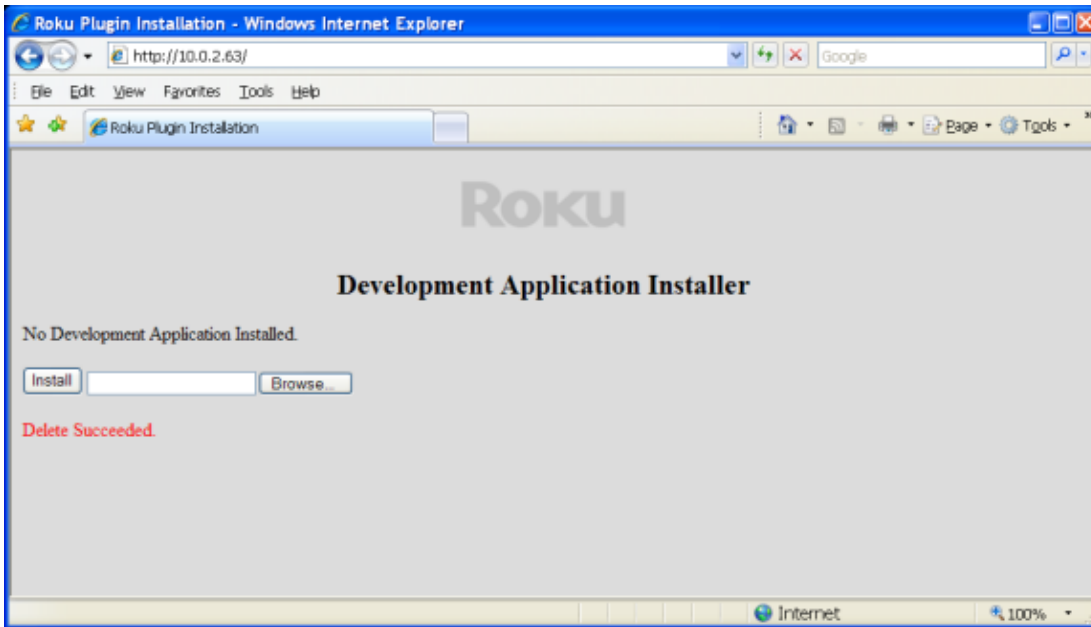 Roku Plugin Installation - Windows Internet Explorer
http://10.0.2.63/
Google
File Edit View Favorites Tools Help
Roku Plugin Installation
Page Tools
ROKU
Development Application Installer
No Development Application Installed.
Install Browse...
Delete Succeeded.
Internet 100%